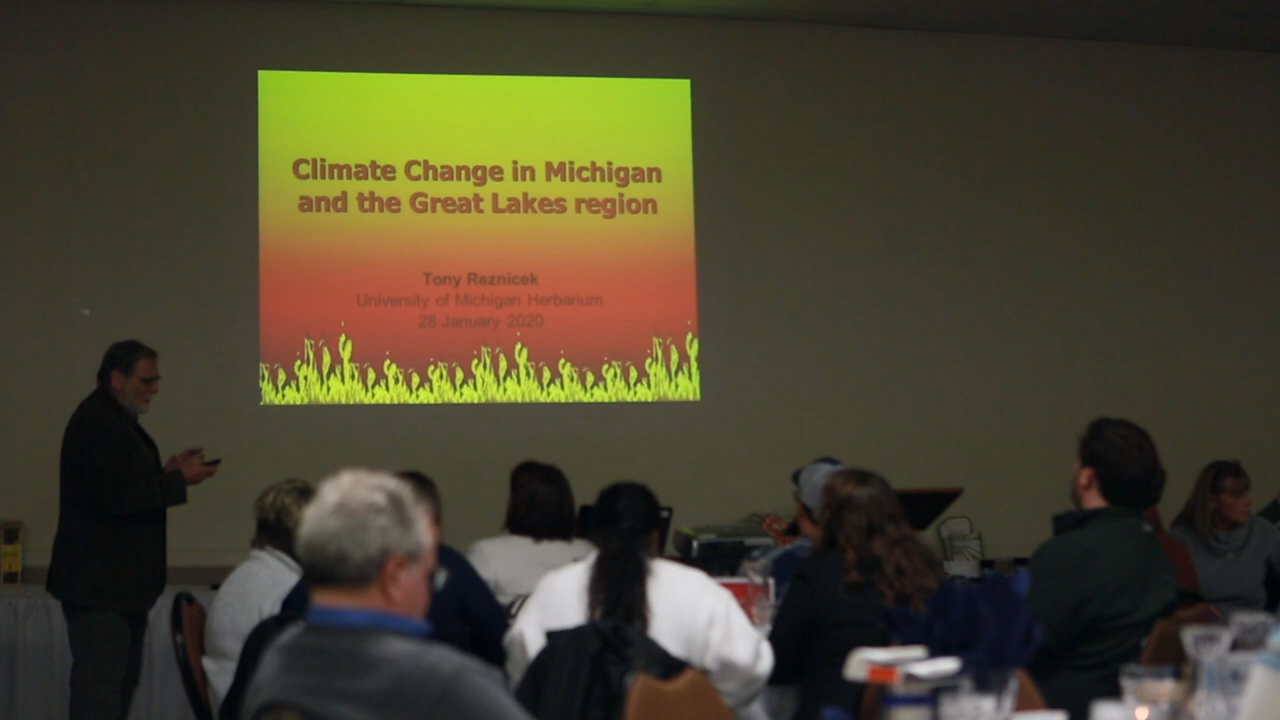 Climate Change in Michigan
and the Great Lakes region
Tony Reznicek
University of Michigan Herbarium
28 January 2020